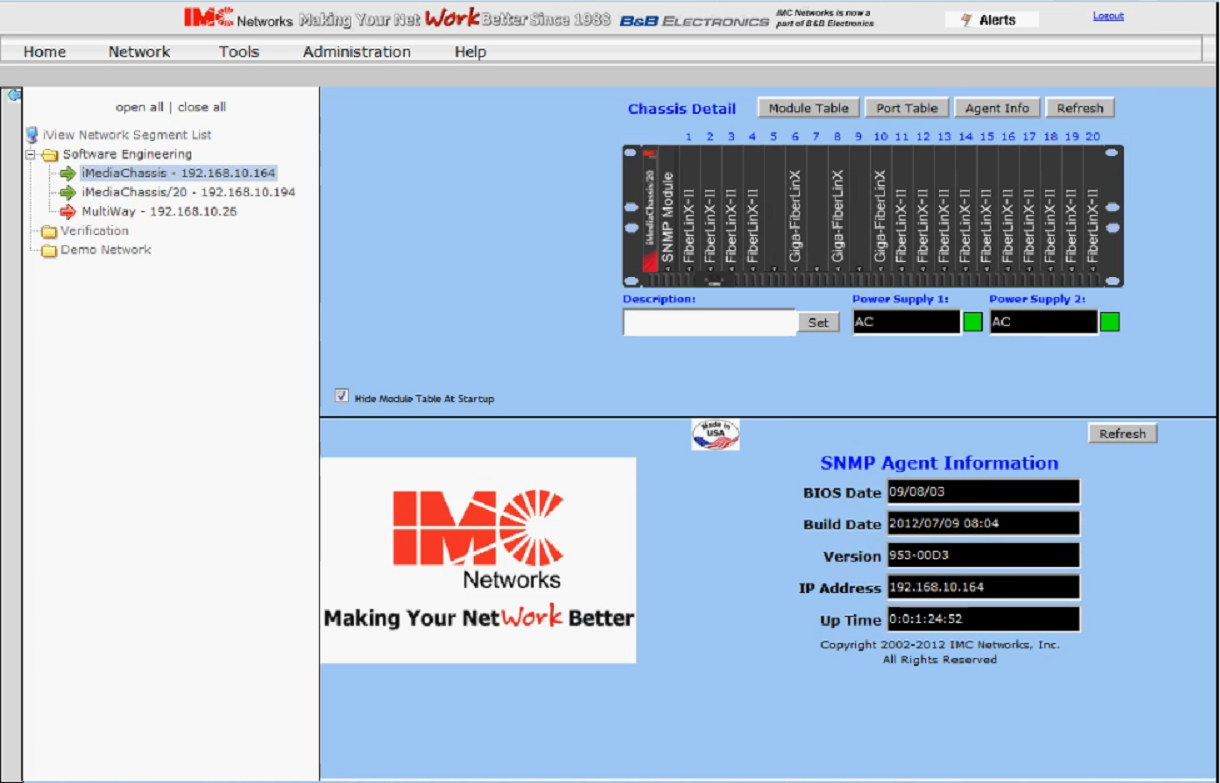 IMC Networks Making Your Net Work Better Since 1988 B&B ELECTRONICS IMC Networks is now a
part of B&B Electronics
Alerts
Logout
Home Network Tools Administration Help
open all | close all
iView Network Segment List
Software Engineering
iMediaChassis - 192.168.10.164
iMediaChassis/20 - 192.168.10.194
MultiWay - 192.168.10.26
Verification
Demo Network
Chassis Detail Module Table Port Table Agent Info Refresh
1 2 3 4 5 6 7 8 9 10 11 12 13 14 15 16 17 18 19 20
iMediaChassis/20
SNMP Module
FiberLinX-II
FiberLinX-II
FiberLinX-II
FiberLinX-II
Giga-FiberLinX
Giga-FiberLinX
Giga-FiberLinX
FiberLinX-II
FiberLinX-II
FiberLinX-II
FiberLinX-II
FiberLinX-II
FiberLinX-II
FiberLinX-II
FiberLinX-II
FiberLinX-II
FiberLinX-II
Description: Power Supply 1: Power Supply 2:
Set AC AC
Hide Module Table At Startup
Made in
USA
Refresh
IMC
Networks
Making Your NetWork Better
SNMP Agent Information
BIOS Date 09/08/03
Build Date 2012/07/09 08:04
Version 953-00D3
IP Address 192.168.10.164
Up Time 0:0:1:24:52
Copyright 2002-2012 IMC Networks, Inc.
All Rights Reserved